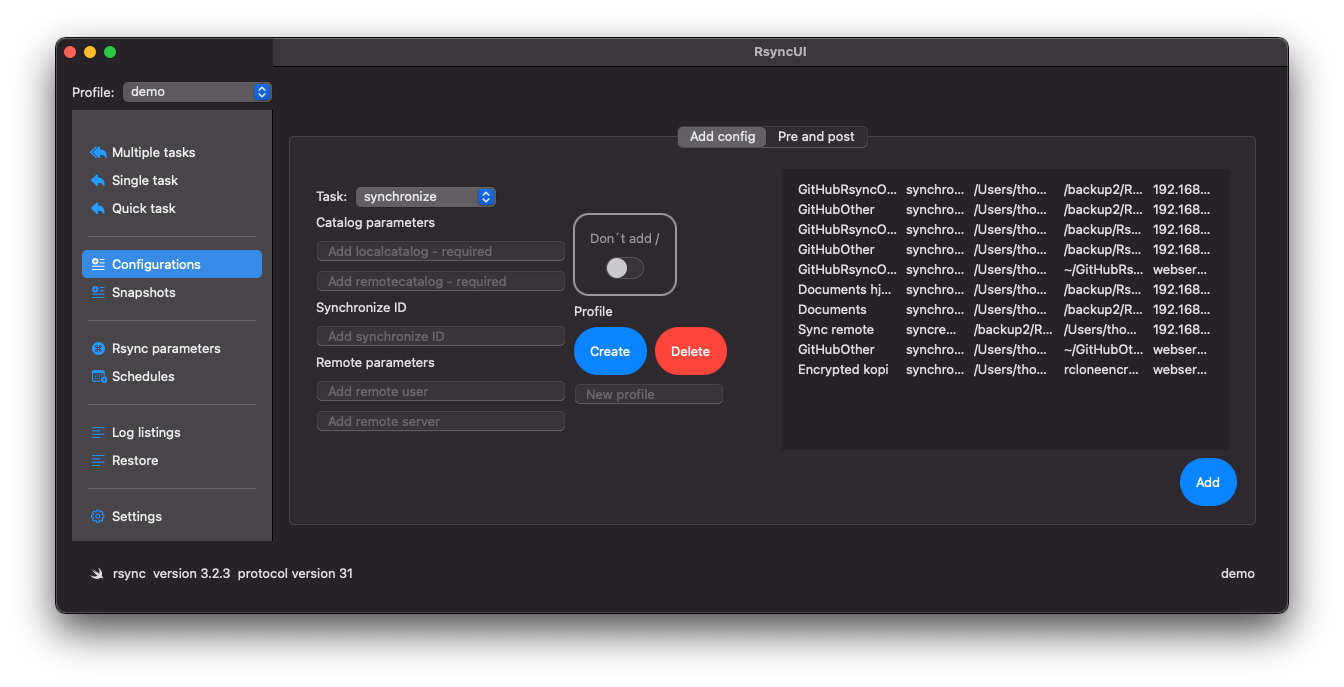 RsyncUI
Profile: demo
Multiple tasks
Single task
Quick task
Configurations
Snapshots
Rsync parameters
Schedules
Log listings
Restore
Settings
Add config Pre and post
Task: synchronize
Catalog parameters
Add localcatalog - required
Add remotecatalog - required
Synchronize ID
Add synchronize ID
Remote parameters
Add remote user
Add remote server
Don´t add /
Profile
Create Delete
New profile
GitHubRsyncO... synchro... /Users/tho... /backup2/R... 192.168...
GitHubOther synchro... /Users/tho... /backup2/R... 192.168...
GitHubRsyncO... synchro... /Users/tho... /backup/Rs... 192.168...
GitHubOther synchro... /Users/tho... /backup/Rs... 192.168...
GitHubRsyncO... synchro... /Users/tho... ~/GitHubRs... webser...
Documents hj... synchro... /Users/tho... /backup/Rs... 192.168...
Documents synchro... /Users/tho... /backup2/R... 192.168...
Sync remote syncre... /backup2/R... /Users/tho... 192.168...
GitHubOther synchro... /Users/tho... ~/GitHubOt... webser...
Encrypted kopi synchro... /Users/tho... rcloneencr... webser...
Add
rsync version 3.2.3 protocol version 31
demo